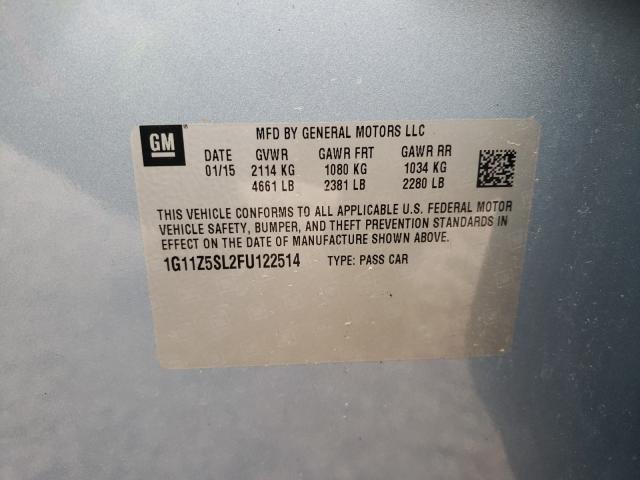 GM ®
MFD BY GENERAL MOTORS LLC
DATE GVWR GAWR FRT GAWR RR
01/15 2114 KG 1080 KG 1034 KG
4661 LB 2381 LB 2280 LB
THIS VEHICLE CONFORMS TO ALL APPLICABLE U.S. FEDERAL MOTOR
VEHICLE SAFETY, BUMPER, AND THEFT PREVENTION STANDARDS IN
EFFECT ON THE DATE OF MANUFACTURE SHOWN ABOVE.
1G11Z5SL2FU122514 TYPE: PASS CAR